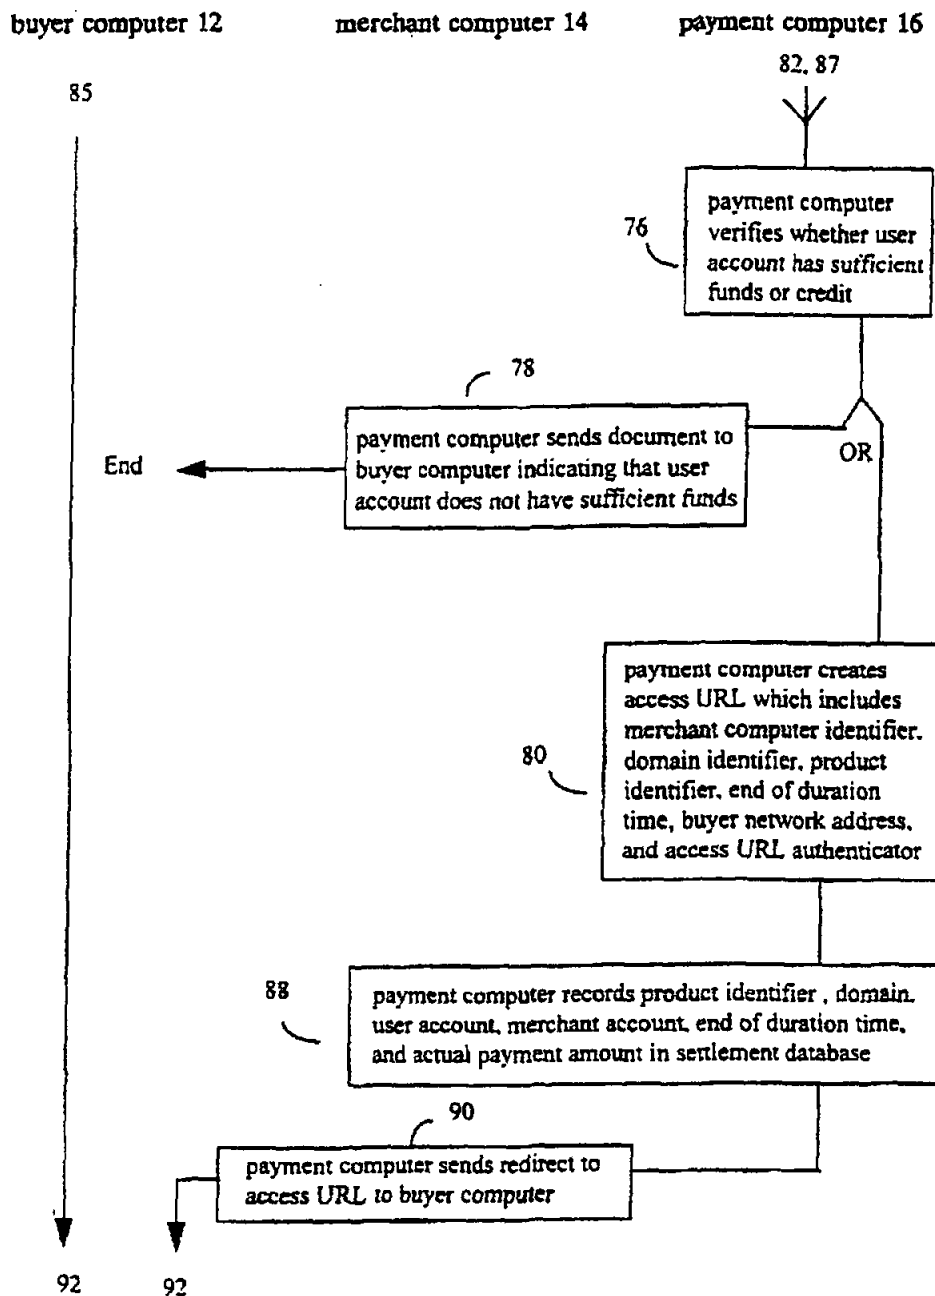 buyer computer 12 merchant computer 14 payment computer 16
82, 87
85
payment computer
verifies whether user
account has sufficient
funds or credit
76
78
payment computer sends document to
buyer computer indicating that user
account does not have sufficient funds
End
OR
payment computer creates
access URL which includes
merchant computer identifier,
domain identifier, product
identifier, end of duration
time, buyer network address,
and access URL authenticator
80
88
payment computer records product identifier , domain,
user account, merchant account, end of duration time,
and actual payment amount in settlement database
90
payment computer sends redirect to
access URL to buyer computer
92 92